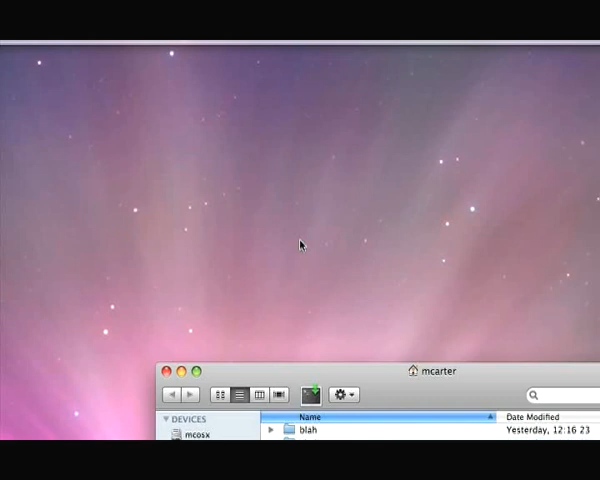 mcarter
DEVICES
Name
Date Modified
mcosx
blah
Yesterday, 12:16 23